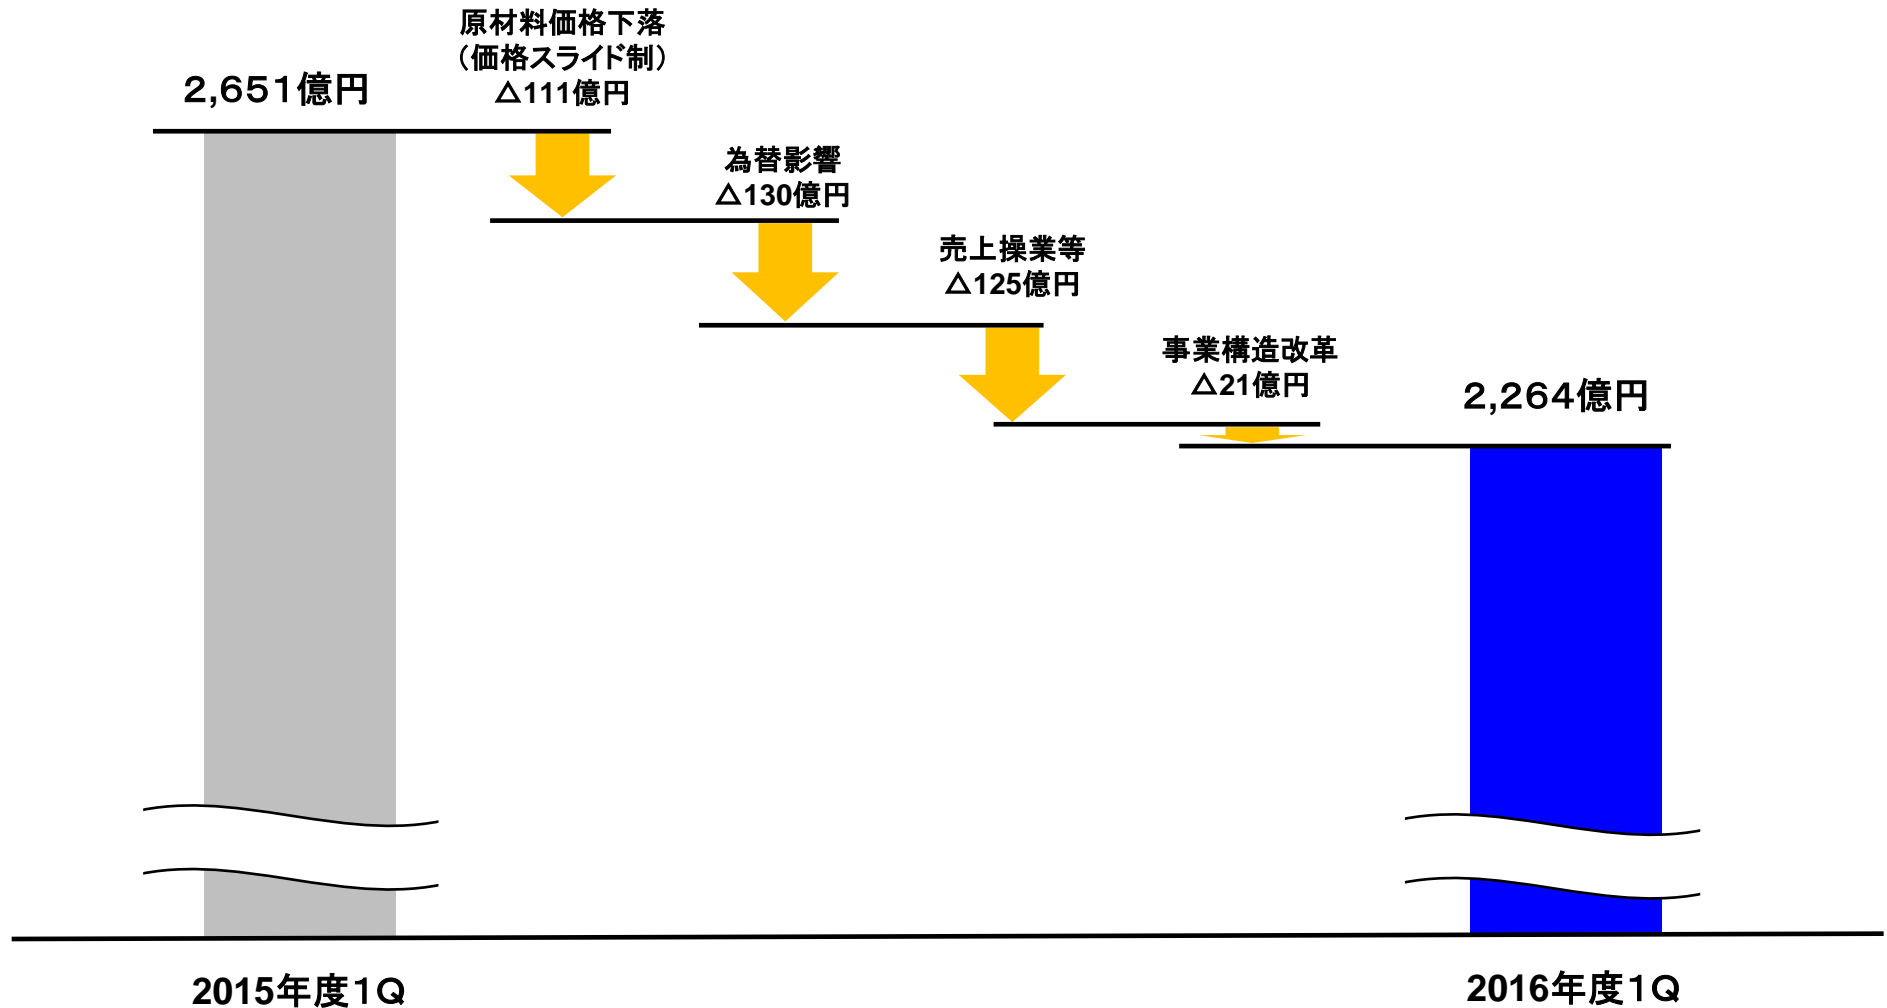 原材料価格下落
(価格スライド制)
△111億円
2,651億円
為替影響
△130億円
売上操業等
△125億円
事業構造改革
△21億円
2,264億円
2015年度1Q
2016年度1Q